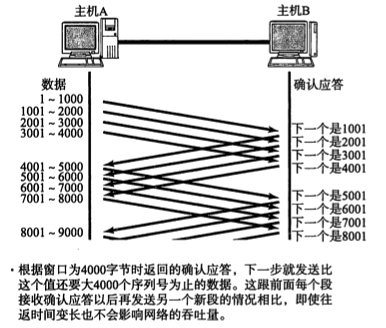 主机A
主机B
数据
确认应答
1 ~ 1000
1001 ~ 2000
2001 ~ 3000
3001 ~ 4000
下一个是1001
下一个是2001
下一个是3001
下一个是4001
4001 ~ 5000
5001 ~ 6000
6001 ~ 7000
7001 ~ 8000
下一个是5001
下一个是6001
下一个是7001
下一个是8001
8001 ~ 9000
·根据窗口为4000字节时返回的确认应答，下一步就发送比
这个值还要大4000个序列号为止的数据。这跟前面每个段
接收确认应答以后再发送另一个新段的情况相比，即使往
返时间变长也不会影响网络的吞吐量。